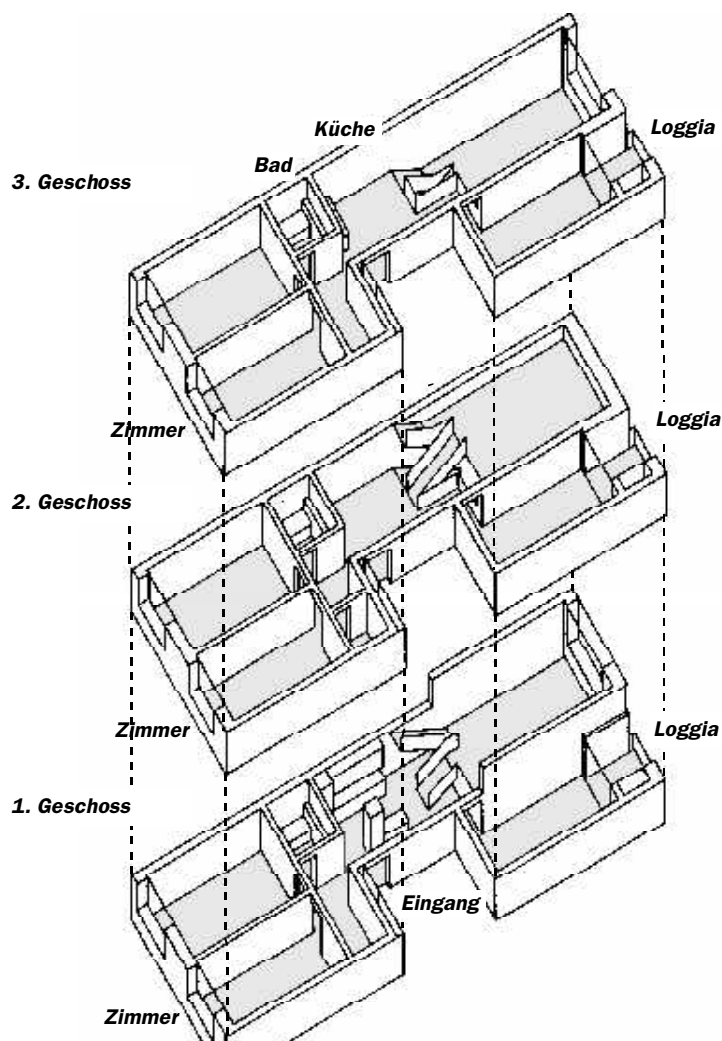 Küche
Loggia
Bad
3. Geschoss
Zimmer
Loggia
2. Geschoss
Zimmer
Loggia
1. Geschoss
Eingang
Zimmer